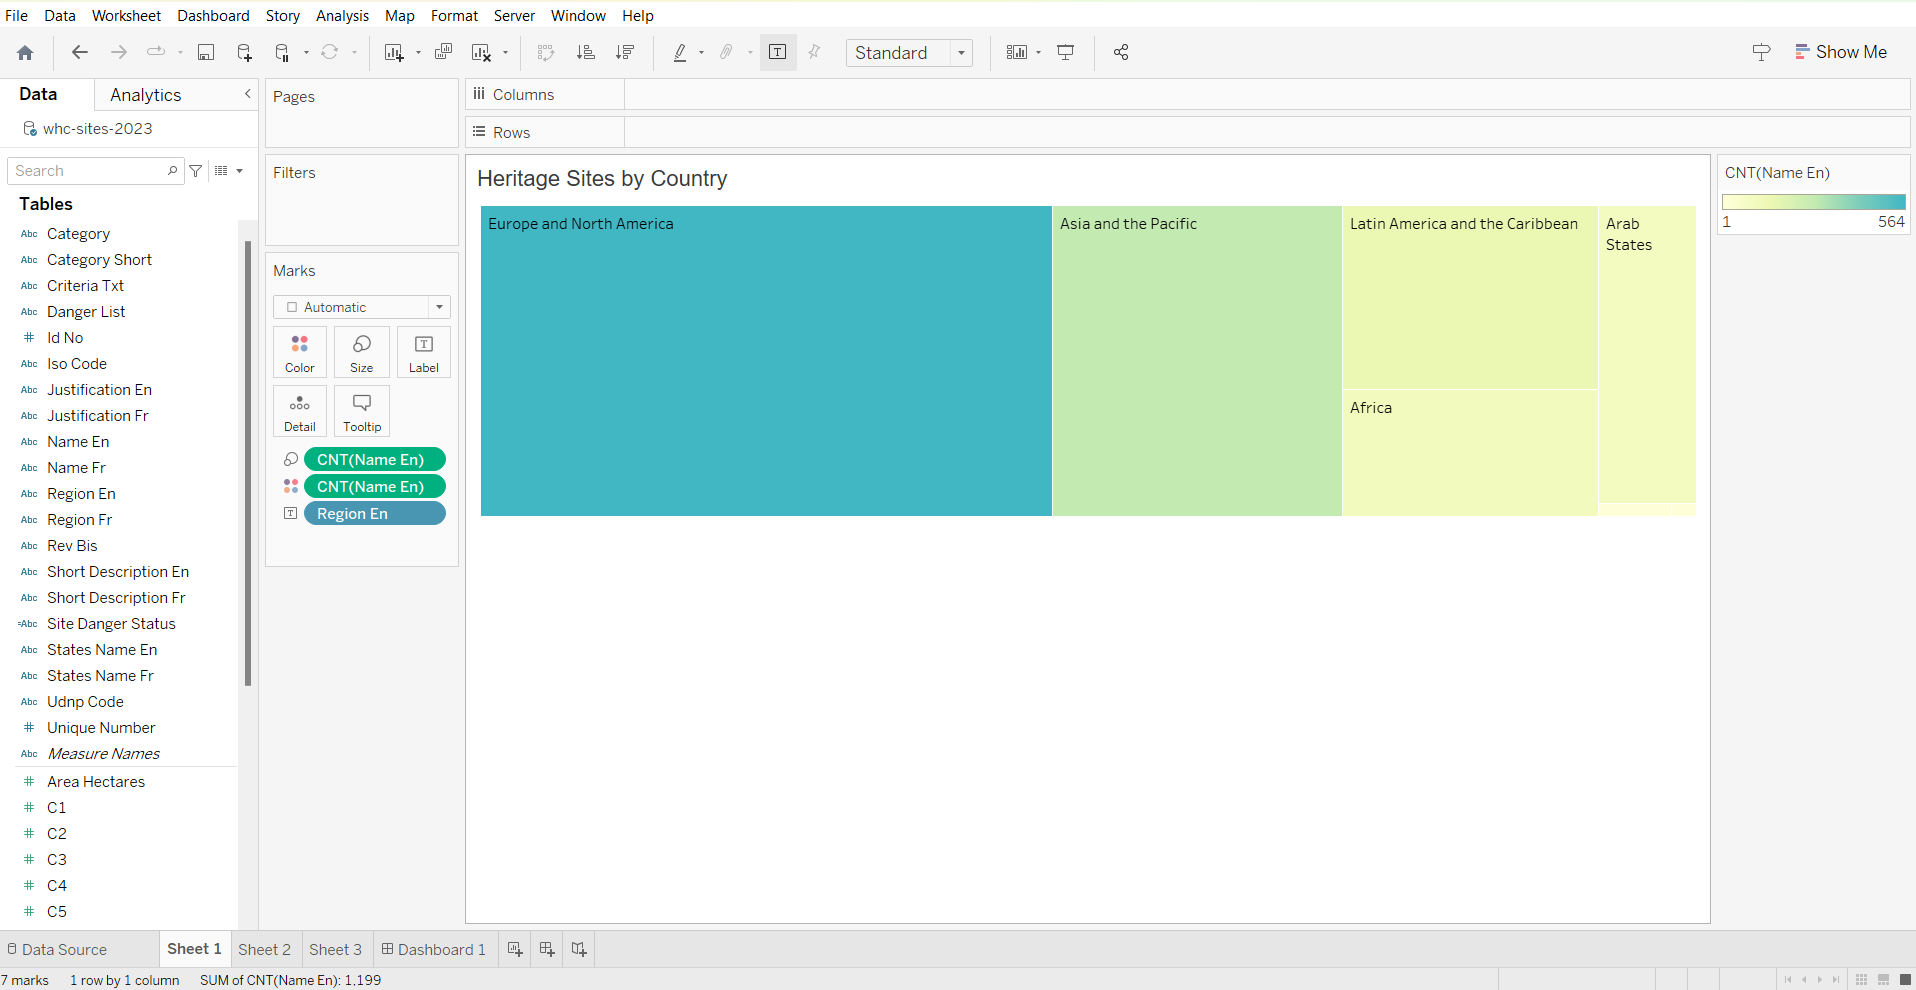 File Data Worksheet Dashboard Story Analysis Map Format Server Window Help
Standard
Show Me
Data Analytics
whc-sites-2023
Search
Tables
Abc Category
Abc Category Short
Abc Criteria Txt
Abc Danger List
# Id No
Abc Iso Code
Abc Justification En
Abc Justification Fr
Abc Name En
Abc Name Fr
Abc Region En
Abc Region Fr
Abc Rev Bis
Abc Short Description En
Abc Short Description Fr
=Abc Site Danger Status
Abc States Name En
Abc States Name Fr
Abc Udnp Code
# Unique Number
Abc Measure Names
# Area Hectares
# C1
# C2
# C3
# C4
# C5
Pages
Filters
Marks
Automatic
Color Size Label
Detail Tooltip
CNT(Name En)
CNT(Name En)
Region En
Columns
Rows
Heritage Sites by Country
Europe and North America
Asia and the Pacific
Latin America and the Caribbean
Africa
Arab
States
CNT(Name En)
1 564
Data Source Sheet 1 Sheet 2 Sheet 3 Dashboard 1
7 marks 1 row by 1 column SUM of CNT(Name En): 1,199